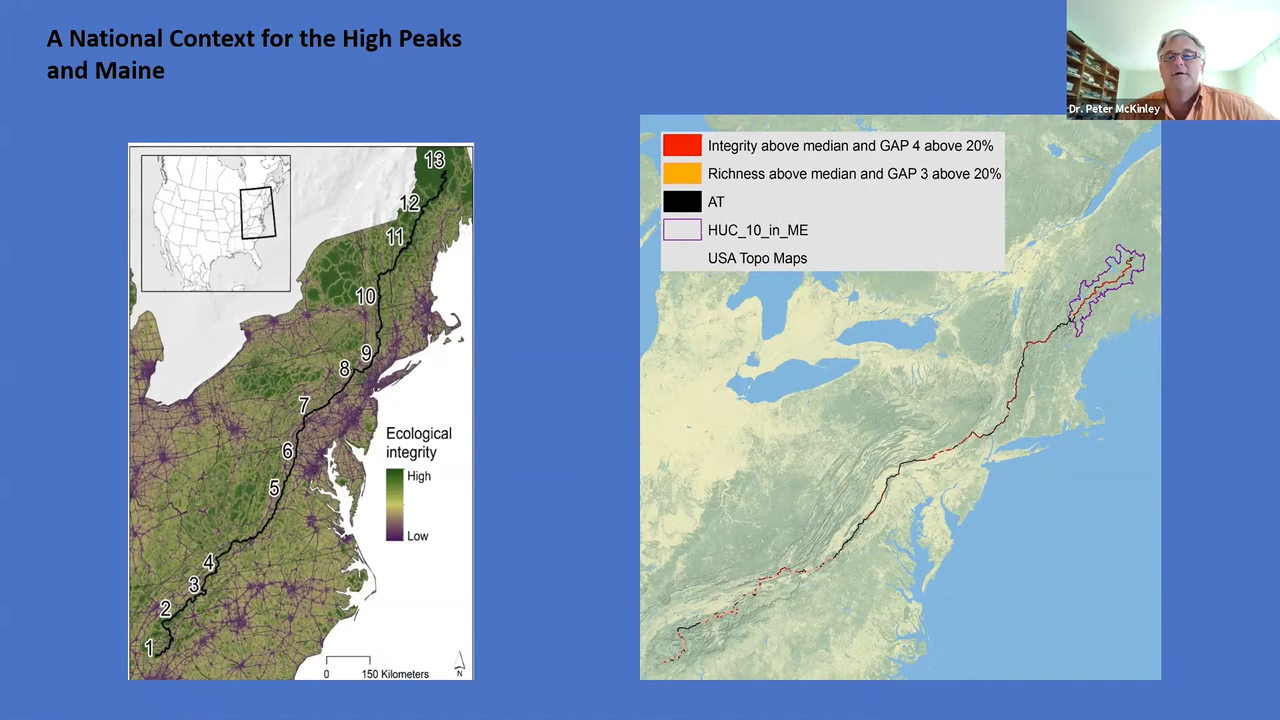 A National Context for the High Peaks
and Maine
Dr. Peter McKinley
13
12
11
10
9
8
7
6
5
4
3
2
1
Ecological
integrity
High
Low
0 150 Kilometers
N
Integrity above median and GAP 4 above 20%
Richness above median and GAP 3 above 20%
AT
HUC_10_in_ME
USA Topo Maps